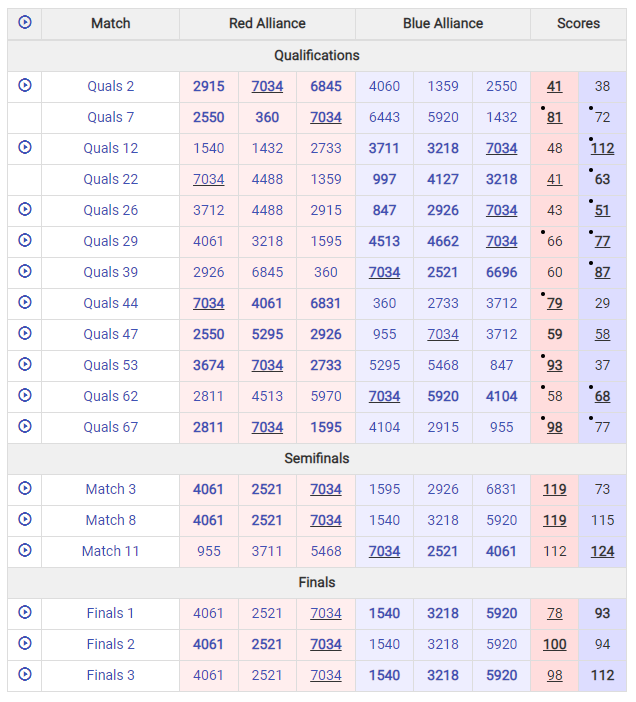 Match Red Alliance Blue Alliance Scores
Qualifications
Quals 2 2915 7034 6845 4060 1359 2550 41 38
Quals 7 2550 360 7034 6443 5920 1432 81 72
Quals 12 1540 1432 2733 3711 3218 7034 48 112
Quals 22 7034 4488 1359 997 4127 3218 41 63
Quals 26 3712 4488 2915 847 2926 7034 43 51
Quals 29 4061 3218 1595 4513 4662 7034 66 77
Quals 39 2926 6845 360 7034 2521 6696 60 87
Quals 44 7034 4061 6831 360 2733 3712 79 29
Quals 47 2550 5295 2926 955 7034 3712 59 58
Quals 53 3674 7034 2733 5295 5468 847 93 37
Quals 62 2811 4513 5970 7034 5920 4104 58 68
Quals 67 2811 7034 1595 4104 2915 955 98 77
Semifinals
Match 3 4061 2521 7034 1595 2926 6831 119 73
Match 8 4061 2521 7034 1540 3218 5920 119 115
Match 11 955 3711 5468 7034 2521 4061 112 124
Finals
Finals 1 4061 2521 7034 1540 3218 5920 78 93
Finals 2 4061 2521 7034 1540 3218 5920 100 94
Finals 3 4061 2521 7034 1540 3218 5920 98 112